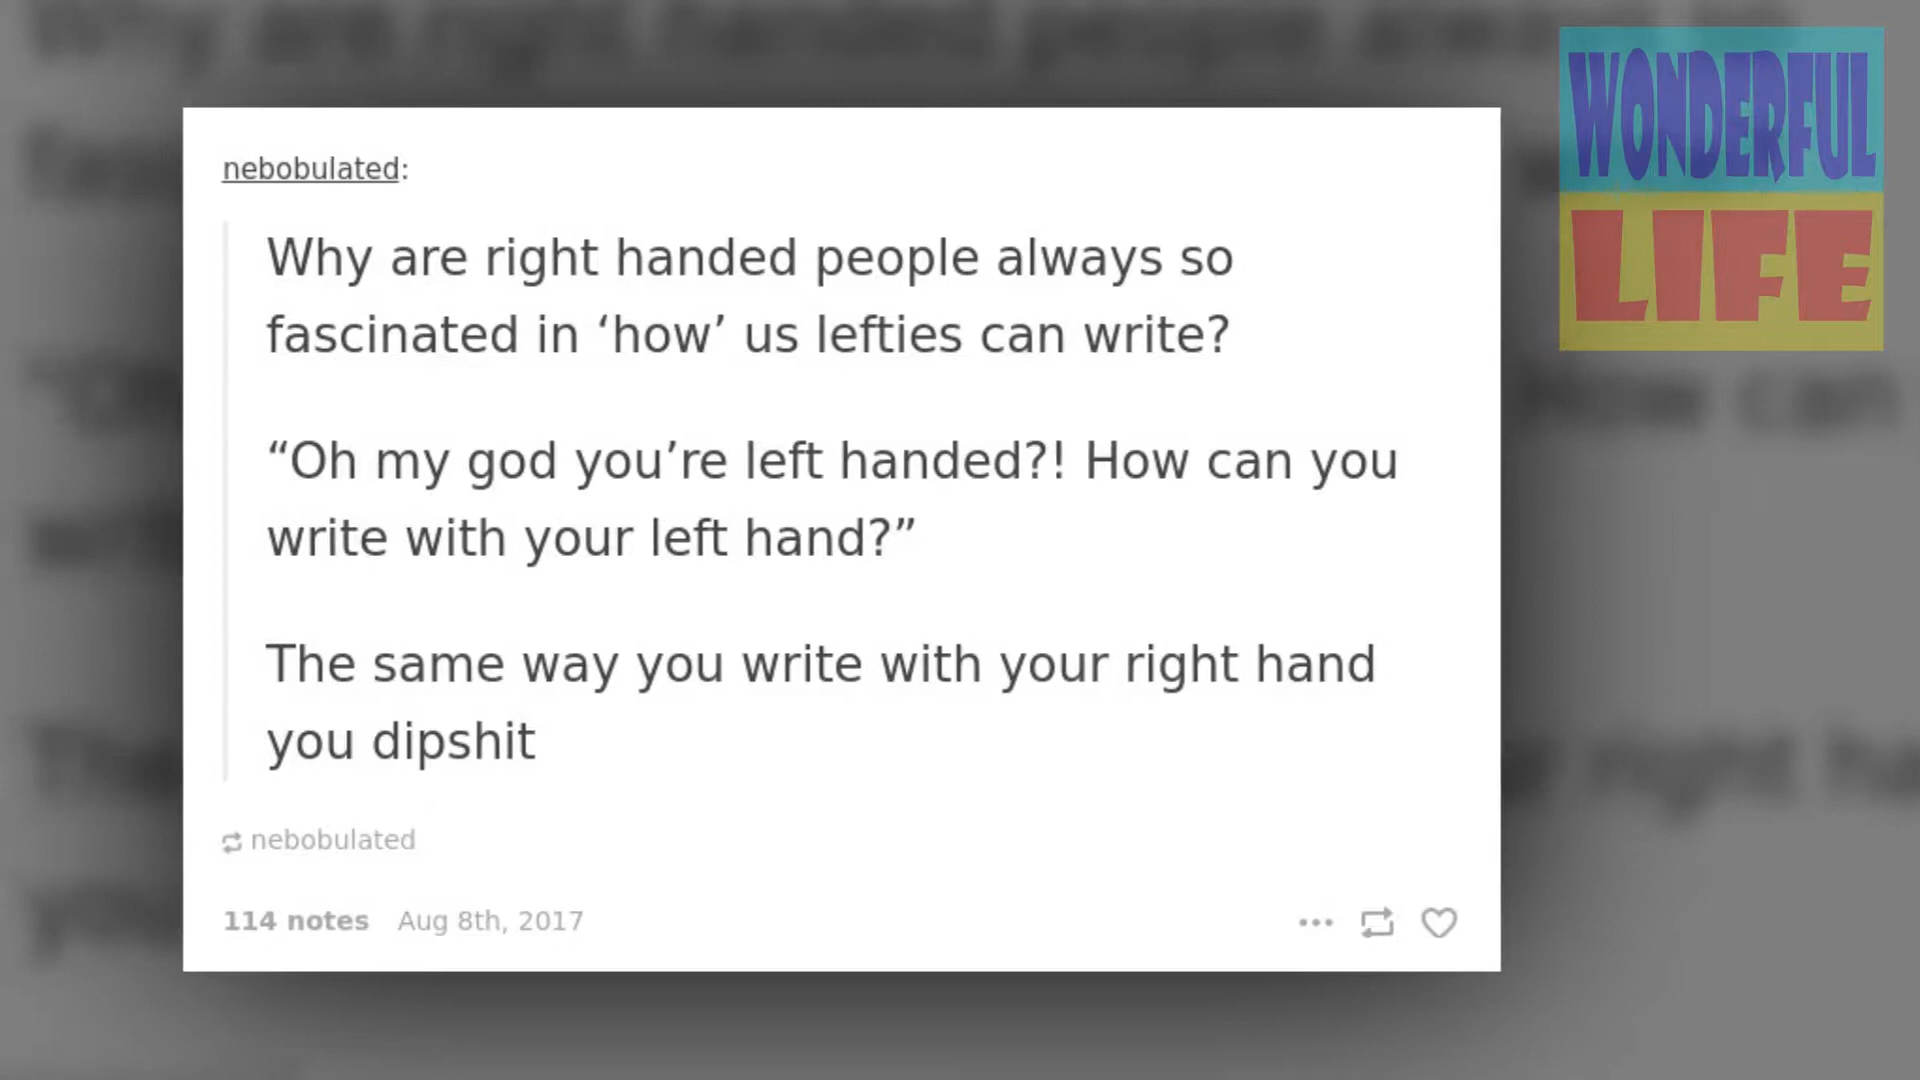 nebobulated:
Why are right handed people always so
fascinated in ‘how’ us lefties can write?
“Oh my god you’re left handed?! How can you
write with your left hand?”
The same way you write with your right hand
you dipshit
nebobulated
114 notes Aug 8th, 2017
WONDERFUL
LIFE